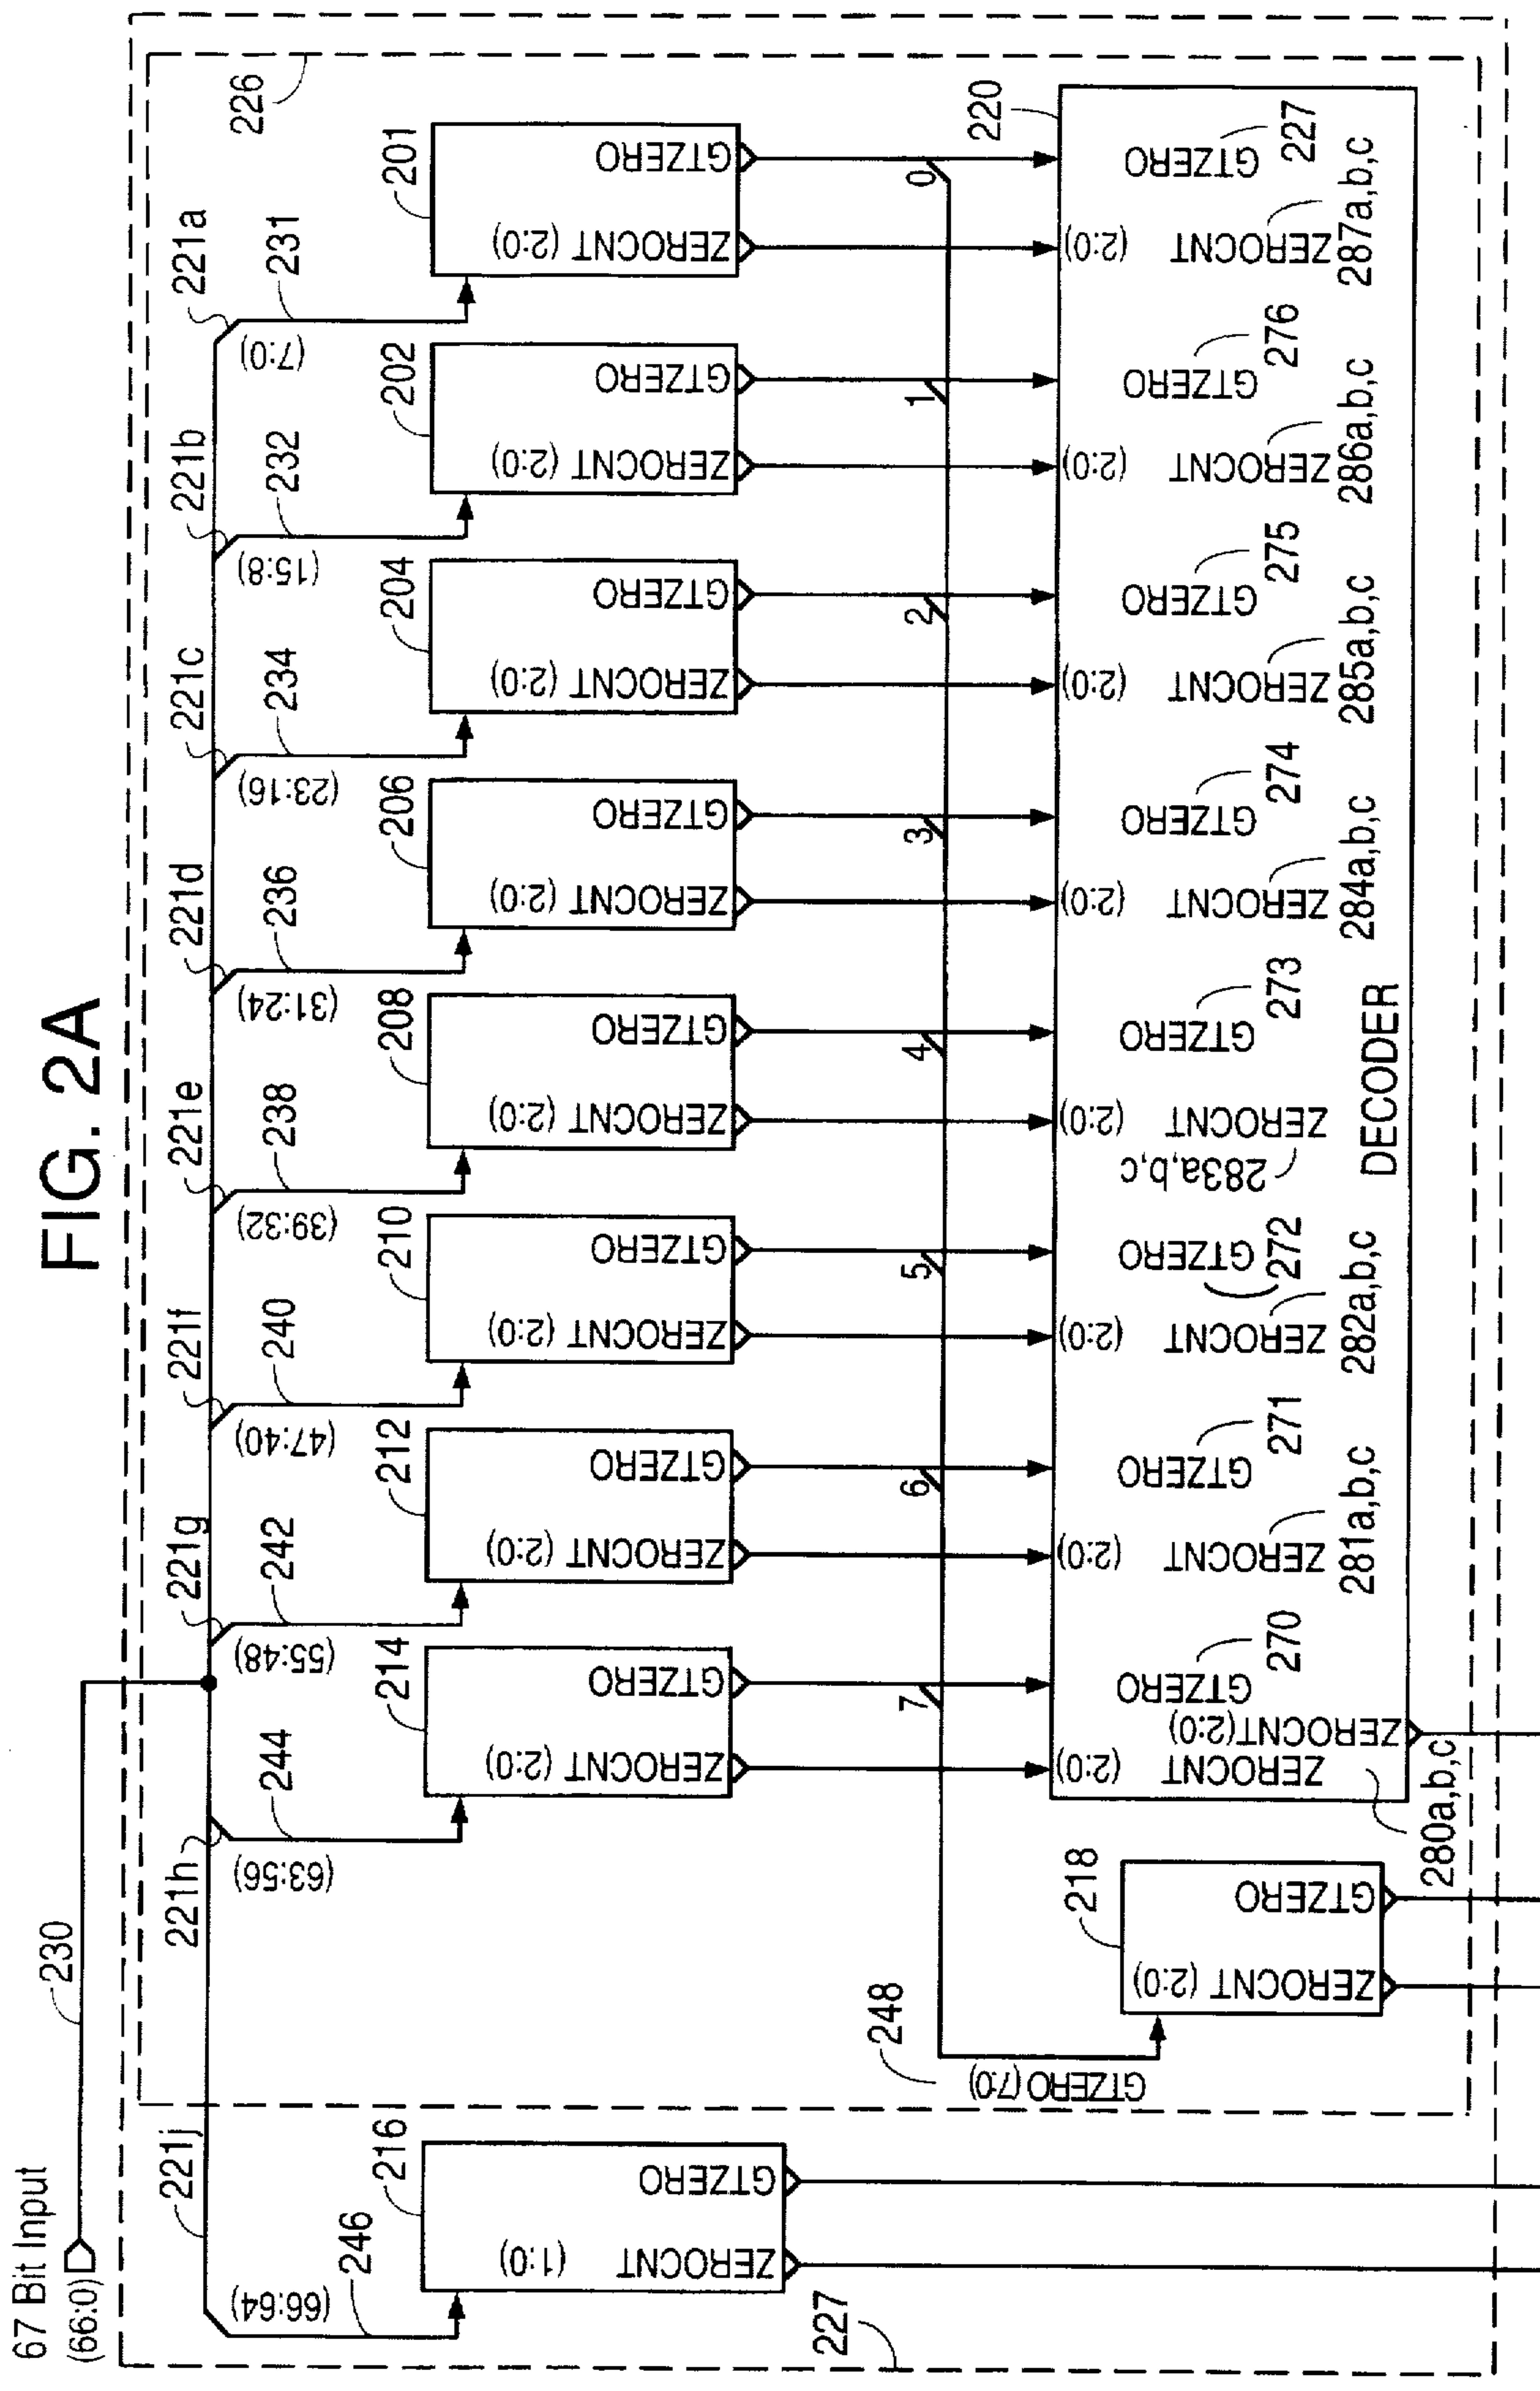 FIG. 2A
67 Bit Input
(66:0)
230
226
221j
221h
221g
221f
221e
221d
221c
221b
221a
(66:64)
(63:56)
(55:48)
(47:40)
(39:32)
(31:24)
(23:16)
(15:8)
(7:0)
246
244
242
240
238
236
234
232
231
216
214
212
210
208
206
204
202
201
ZEROCNT (1:0)
GTZERO
ZEROCNT (2:0)
GTZERO
ZEROCNT (2:0)
GTZERO
ZEROCNT (2:0)
GTZERO
ZEROCNT (2:0)
GTZERO
ZEROCNT (2:0)
GTZERO
ZEROCNT (2:0)
GTZERO
ZEROCNT (2:0)
GTZERO
ZEROCNT (2:0)
GTZERO
7
6
5
4
3
2
1
0
248
GTZERO (7:0)
218
ZEROCNT (2:0)
GTZERO
220
(2:0)
(2:0)
(2:0)
(2:0)
(2:0)
(2:0)
(2:0)
(2:0)
ZEROCNT
GTZERO
ZEROCNT
GTZERO
ZEROCNT
GTZERO
ZEROCNT
GTZERO
ZEROCNT
GTZERO
ZEROCNT
GTZERO
ZEROCNT
GTZERO
ZEROCNT
GTZERO
270
271
272
273
274
275
276
227
280a,b,c
281a,b,c
282a,b,c
283a,b,c
284a,b,c
285a,b,c
286a,b,c
287a,b,c
ZEROCNT(2:0)
DECODER
227